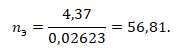 nэ = 4,37 / 0,02623 = 56,81.